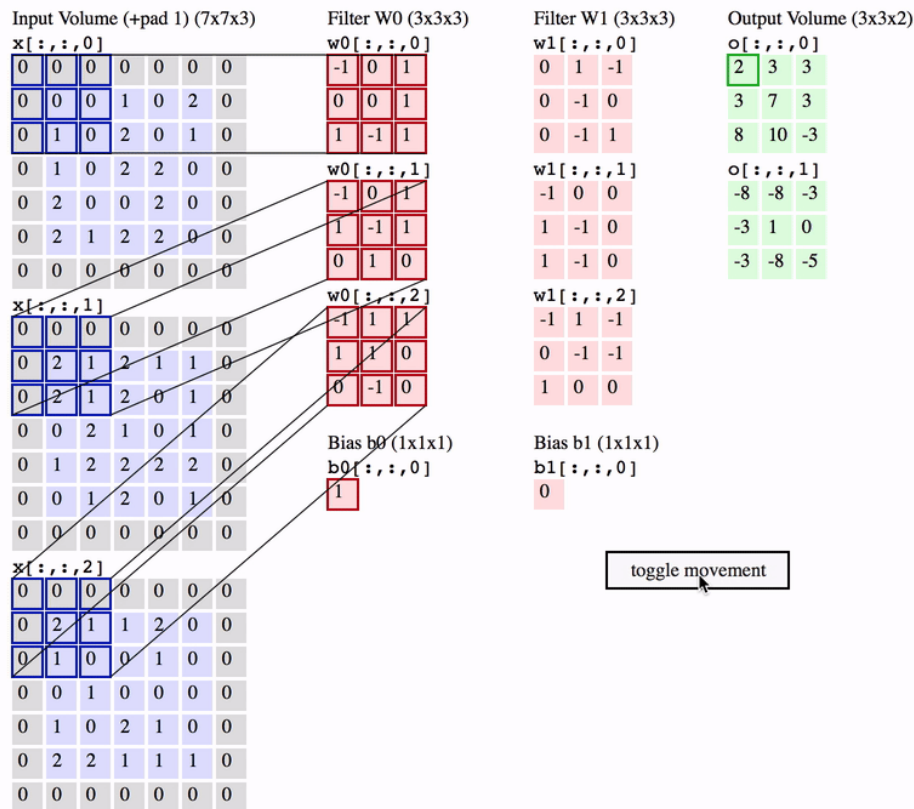 Input Volume (+pad 1) (7x7x3)
x[:,:,0]
0 0 0 0 0 0 0
0 0 0 1 0 2 0
0 1 0 2 0 1 0
0 1 0 2 2 0 0
0 2 0 0 2 0 0
0 2 1 2 2 0 0
0 0 0 0 0 0 0
x[:,:,1]
0 0 0 0 0 0 0
0 2 1 2 1 1 0
0 2 1 2 0 1 0
0 0 2 1 0 1 0
0 1 2 2 2 2 0
0 0 1 2 0 1 0
0 0 0 0 0 0 0
x[:,:,2]
0 0 0 0 0 0 0
0 2 1 1 2 0 0
0 1 0 0 1 0 0
0 0 1 0 0 0 0
0 1 0 2 1 0 0
0 2 2 1 1 1 0
0 0 0 0 0 0 0
Filter W0 (3x3x3)
w0[:,:,0]
-1 0 1
0 0 1
1 -1 1
w0[:,:,1]
-1 0 1
1 -1 1
0 1 0
w0[:,:,2]
-1 1 1
1 1 0
0 -1 0
Bias b0 (1x1x1)
b0[:,:,0]
1
Filter W1 (3x3x3)
w1[:,:,0]
0 1 -1
0 -1 0
0 -1 1
w1[:,:,1]
-1 0 0
1 -1 0
1 -1 0
w1[:,:,2]
-1 1 -1
0 -1 -1
1 0 0
Bias b1 (1x1x1)
b1[:,:,0]
0
Output Volume (3x3x2)
o[:,:,0]
2 3 3
3 7 3
8 10 -3
o[:,:,1]
-8 -8 -3
-3 1 0
-3 -8 -5
toggle movement